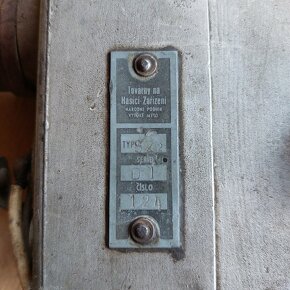 Továrny na
Hasicí Zařízení
NÁRODNÍ PODNIK
VYSOKÉ MÝTO
TYP
SERIE
D 1
ČÍSLO
124